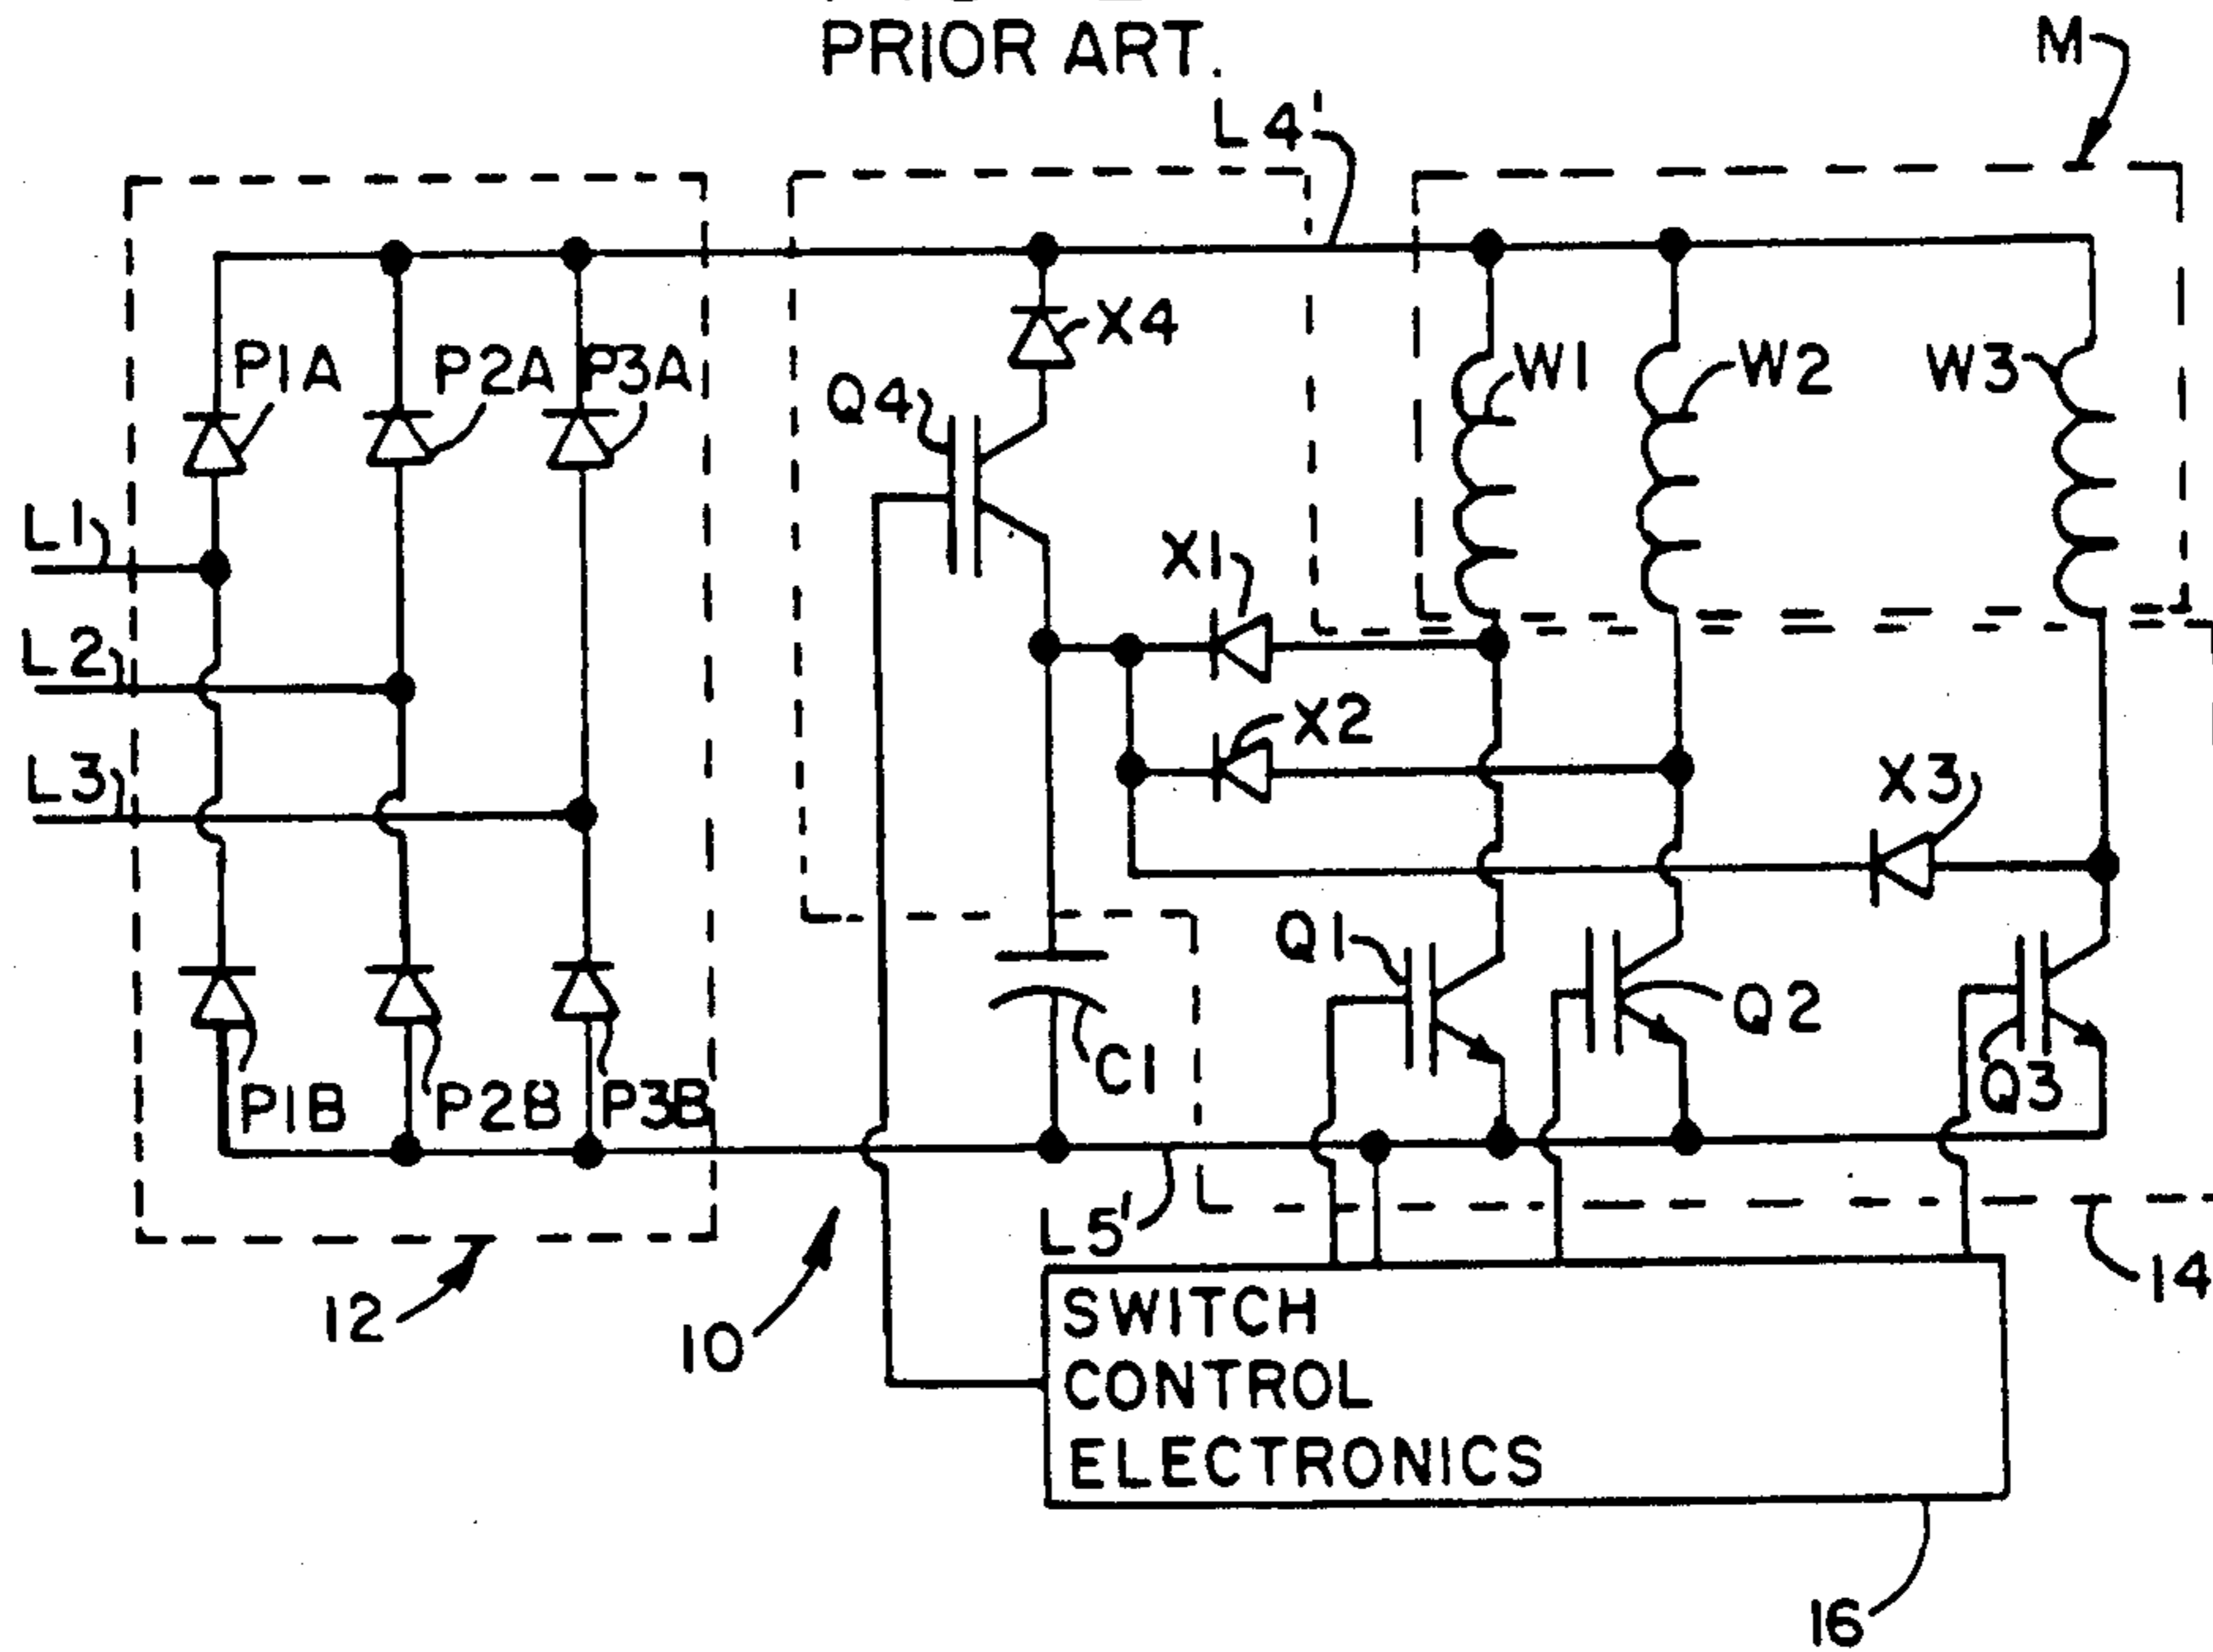 PRIOR ART.
M
L4'
X4
P1A
P2A
P3A
W1
W2
W3
Q4
L1
X1
L2
X2
L3
X3
Q1
Q2
C1
Q3
P1B
P2B
P3B
L5'
14
12
10
SWITCH
CONTROL
ELECTRONICS
16